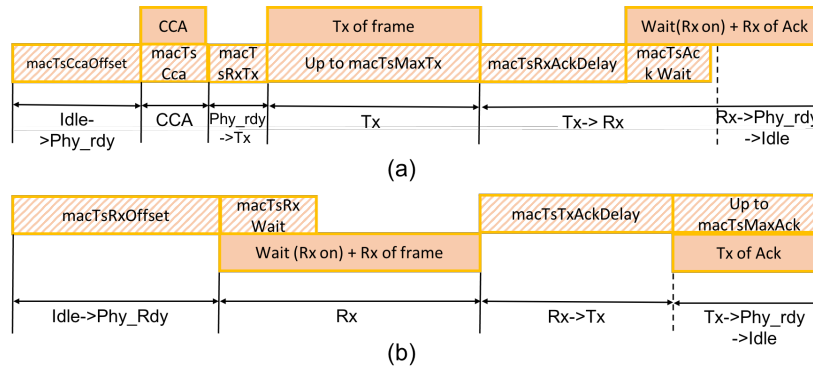 CCA
Tx of frame
Wait(Rx on) + Rx of Ack
macTsCcaOffset
macTs
Cca
macT
sRxTx
Up to macTsMaxTx
macTsRxAckDelay
macTsAc
k Wait
Idle-
>Phy_rdy
CCA
Phy_rdy
->Tx
Tx
Tx-> Rx
Rx->Phy_rdy
->Idle
(a)
macTsRxOffset
macTsRx
Wait
macTsTxAckDelay
Up to
macTsMaxAck
Wait (Rx on) + Rx of frame
Tx of Ack
Idle->Phy_Rdy
Rx
Rx->Tx
Tx->Phy_rdy
->Idle
(b)